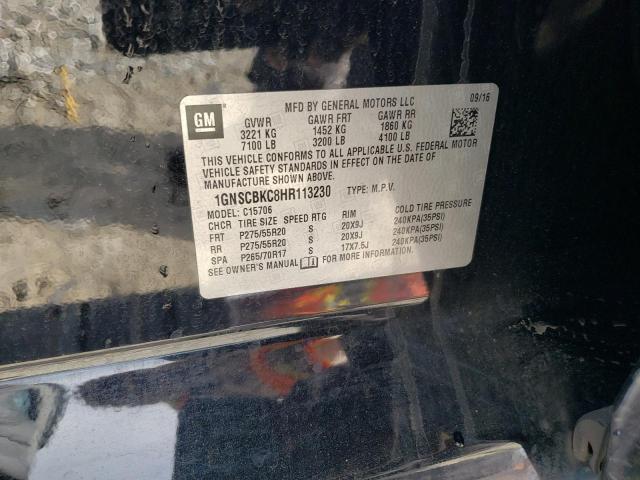 GM
MFD BY GENERAL MOTORS LLC
09/16
GVWR GAWR FRT GAWR RR
3221 KG 1452 KG 1860 KG
7100 LB 3200 LB 4100 LB
THIS VEHICLE CONFORMS TO ALL APPLICABLE U.S. FEDERAL MOTOR
VEHICLE SAFETY STANDARDS IN EFFECT ON THE DATE OF
MANUFACTURE SHOWN ABOVE.
1GNSCBKC8HR113230 TYPE: M.P.V.
MODEL: C15706
CHCR TIRE SIZE SPEED RTG RIM COLD TIRE PRESSURE
FRT P275/55R20 S 20X9J 240KPA(35PSI)
RR P275/55R20 S 20X9J 240KPA(35PSI)
SPA P265/70R17 S 17X7.5J 240KPA(35PSI)
SEE OWNER'S MANUAL FOR MORE INFORMATION.